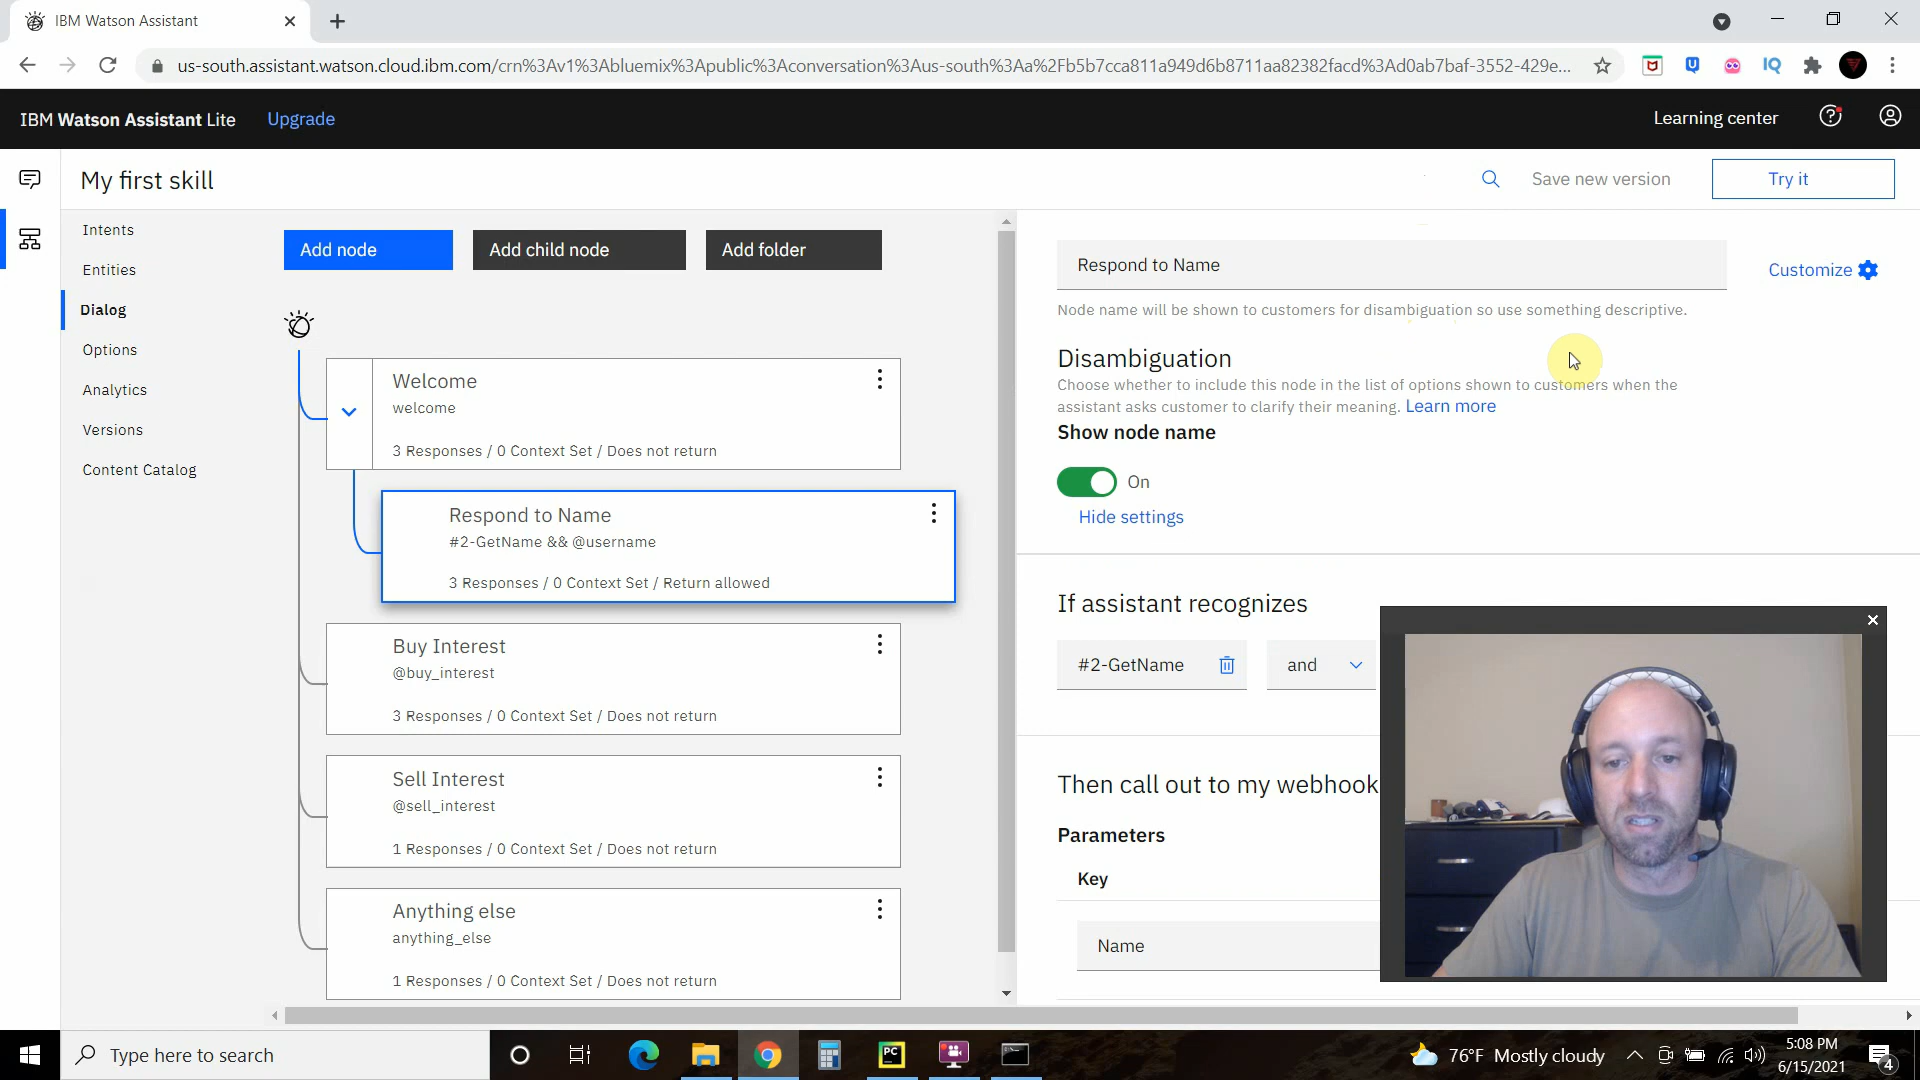 IBM Watson Assistant
us-south.assistant.watson.cloud.ibm.com/crn%3Av1%3Abluemix%3Apublic%3Aconversation%3Aus-south%3Aa%2Fb5b7cca811a949d6b8711aa82382facd%3Ad0ab7baf-3552-429e...
IQ
IBM Watson Assistant Lite
Upgrade
Learning center
My first skill
Save new version
Try it
Intents
Entities
Dialog
Options
Analytics
Versions
Content Catalog
Add node
Add child node
Add folder
Welcome
welcome
3 Responses / 0 Context Set / Does not return
Respond to Name
#2-GetName && @username
3 Responses / 0 Context Set / Return allowed
Buy Interest
@buy_interest
3 Responses / 0 Context Set / Does not return
Sell Interest
@sell_interest
1 Responses / 0 Context Set / Does not return
Anything else
anything_else
1 Responses / 0 Context Set / Does not return
Respond to Name
Customize
Node name will be shown to customers for disambiguation so use something descriptive.
Disambiguation
Choose whether to include this node in the list of options shown to customers when the
assistant asks customer to clarify their meaning. Learn more
Show node name
On
Hide settings
If assistant recognizes
#2-GetName
and
Then call out to my webhook
Parameters
Key
Name
Type here to search
PC
76°F Mostly cloudy
5:08 PM
6/15/2021
4